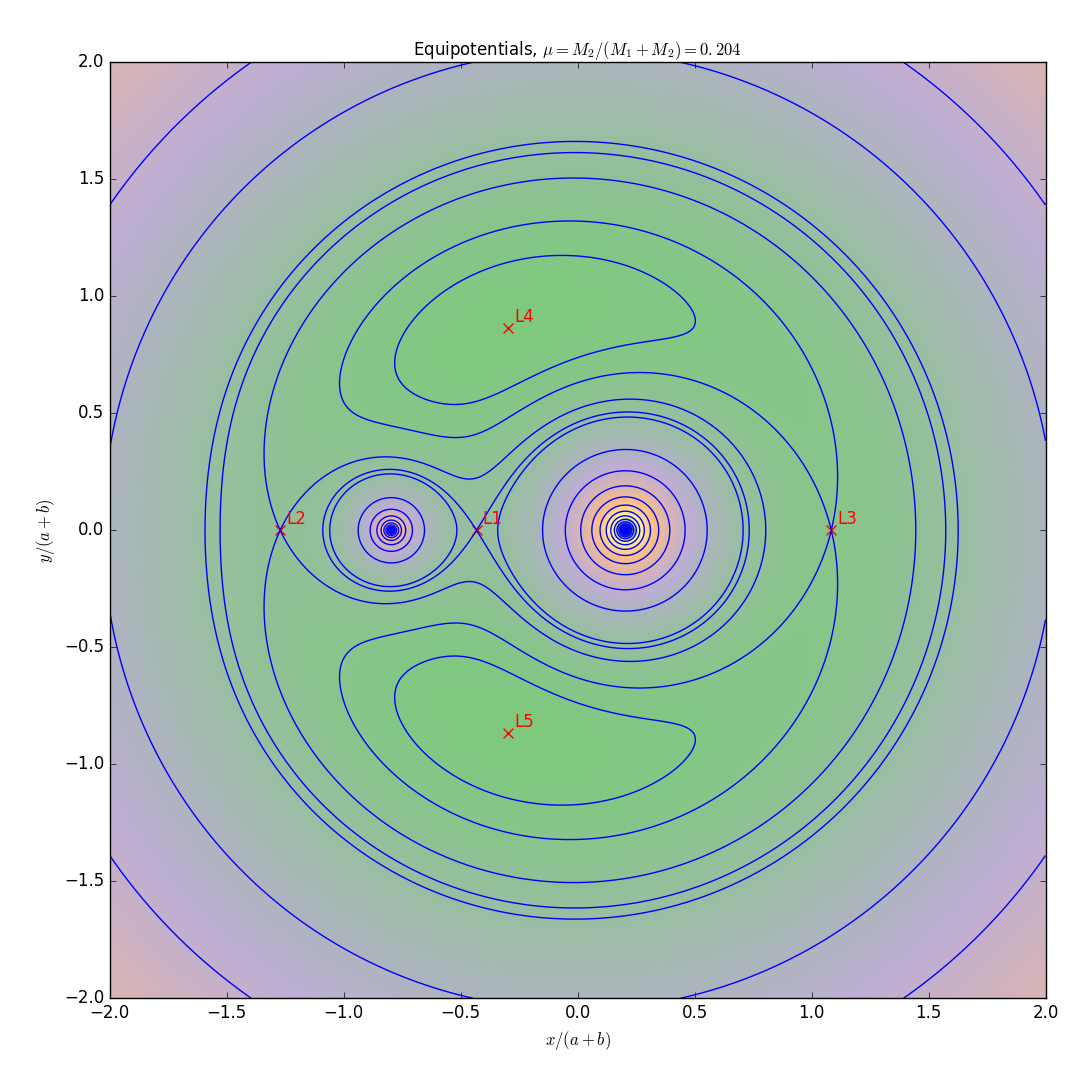 Equipotentials, μ = M₂/(M₁ + M₂) = 0.204
2.0
1.5
1.0
0.5
0.0
−0.5
−1.0
−1.5
−2.0
y/(a + b)
L4
L2
L1
L3
L5
−2.0 −1.5 −1.0 −0.5 0.0 0.5 1.0 1.5 2.0
x/(a + b)